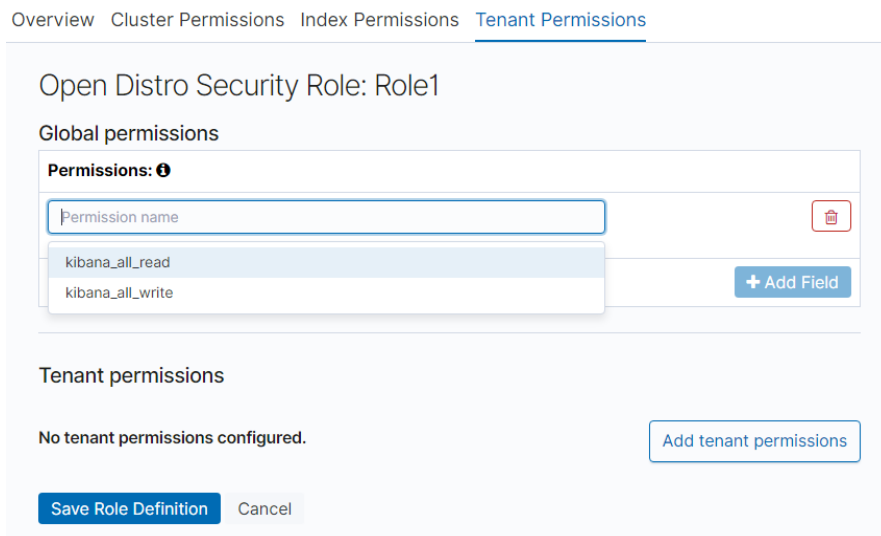 Overview Cluster Permissions Index Permissions Tenant Permissions
Open Distro Security Role: Role1
Global permissions
Permissions:
Permission name
kibana_all_read
kibana_all_write
+ Add Field
Tenant permissions
No tenant permissions configured.
Add tenant permissions
Save Role Definition Cancel